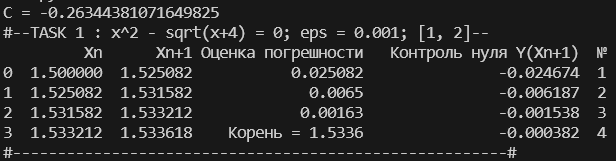 C = -0.26344381071649825
#--TASK 1 : x^2 - sqrt(x+4) = 0; eps = 0.001; [1, 2]--
Xn Xn+1 Оценка погрешности Контроль нуля Y(Xn+1) №
0 1.500000 1.525082 0.025082 -0.024674 1
1 1.525082 1.531582 0.0065 -0.006187 2
2 1.531582 1.533212 0.00163 -0.001538 3
3 1.533212 1.533618 Корень = 1.5336 -0.000382 4
#-----------------------------------------------------#